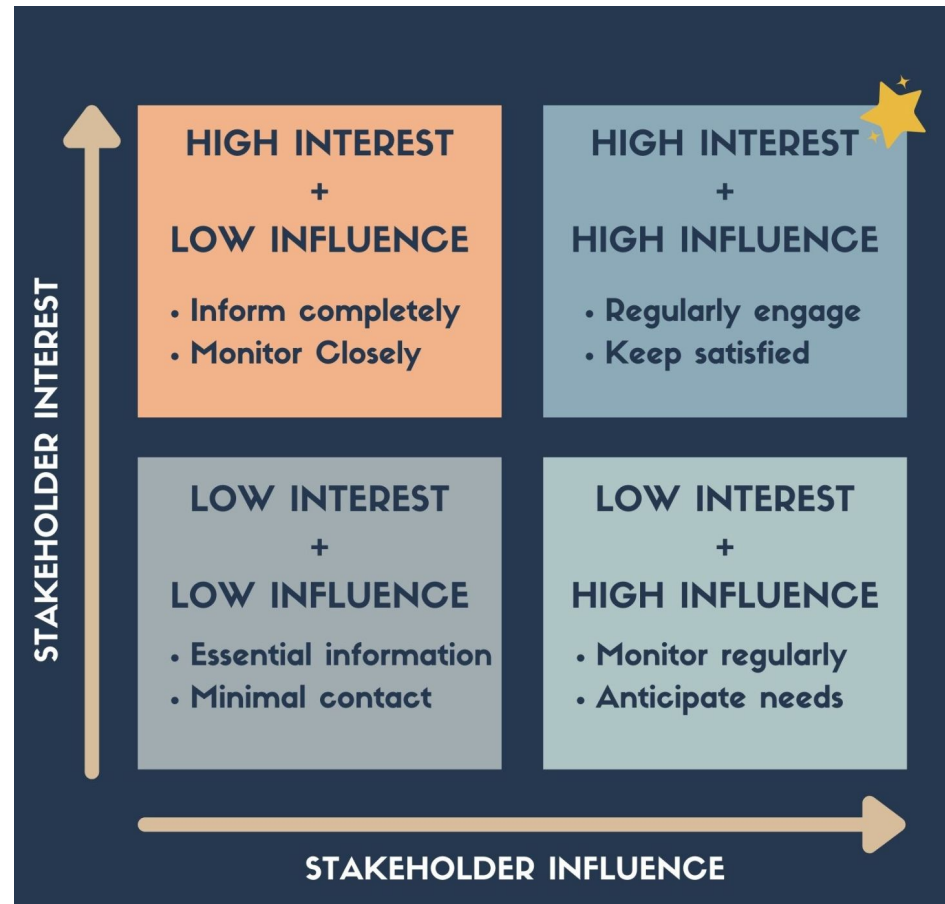 HIGH INTEREST
+
LOW INFLUENCE
• Inform completely
• Monitor Closely
HIGH INTEREST
+
HIGH INFLUENCE
• Regularly engage
• Keep satisfied
STAKEHOLDER INTEREST
LOW INTEREST
+
LOW INFLUENCE
• Essential information
• Minimal contact
LOW INTEREST
+
HIGH INFLUENCE
• Monitor regularly
• Anticipate needs
STAKEHOLDER INFLUENCE